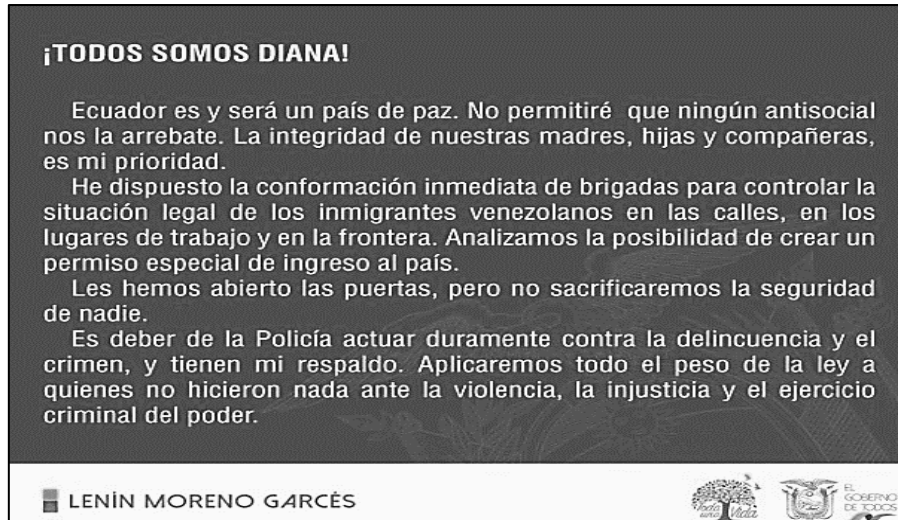 ¡TODOS SOMOS DIANA!
Ecuador es y será un país de paz. No permitiré que ningún antisocial
nos la arrebate. La integridad de nuestras madres, hijas y compañeras,
es mi prioridad.
He dispuesto la conformación inmediata de brigadas para controlar la
situación legal de los inmigrantes venezolanos en las calles, en los
lugares de trabajo y en la frontera. Analizamos la posibilidad de crear un
permiso especial de ingreso al país.
Les hemos abierto las puertas, pero no sacrificaremos la seguridad
de nadie.
Es deber de la Policía actuar duramente contra la delincuencia y el
crimen, y tienen mi respaldo. Aplicaremos todo el peso de la ley a
quienes no hicieron nada ante la violencia, la injusticia y el ejercicio
criminal del poder.
LENÍN MORENO GARCÉS
Toda
una Vida
EL
GOBIERNO
DE TODOS